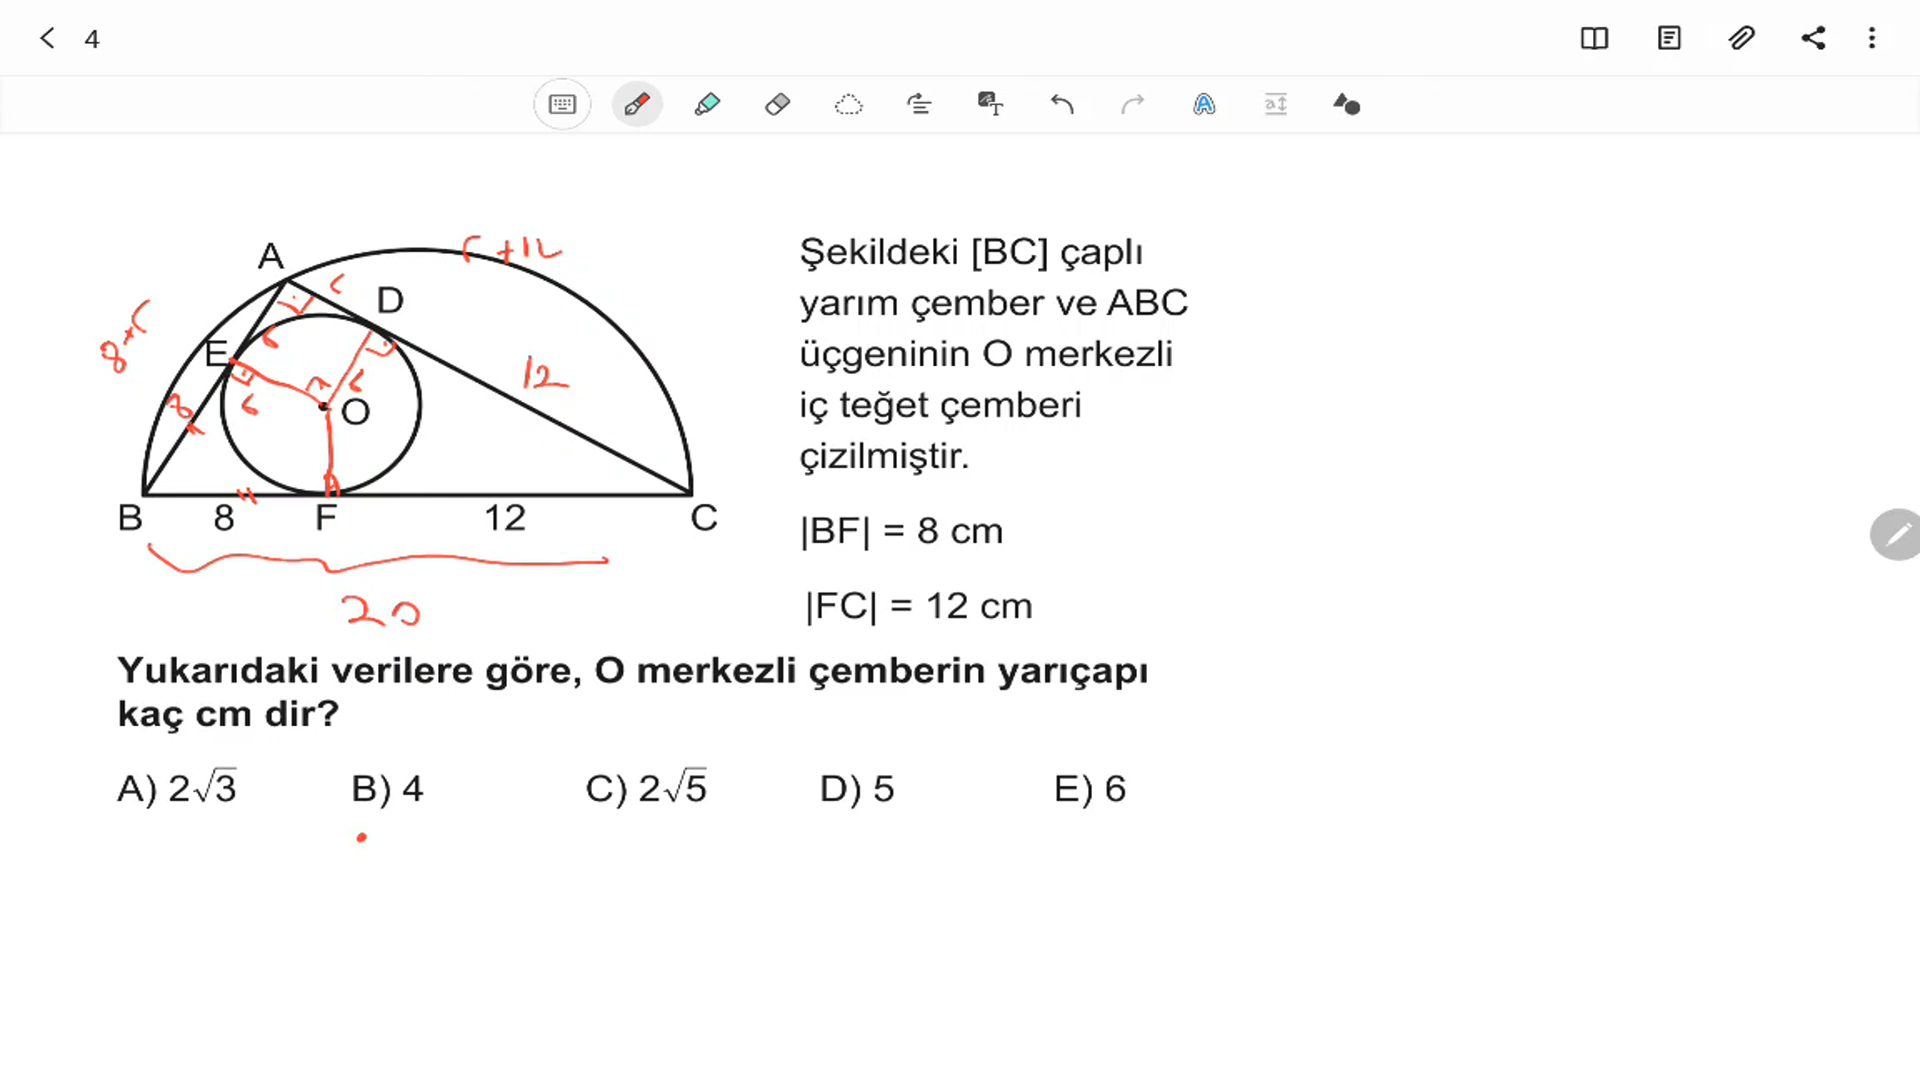 4
r+12
A
r
D
8+r
E
r
12
r
r
8
O
B
8
F
12
C
20
Şekildeki [BC] çaplı
yarım çember ve ABC
üçgeninin O merkezli
iç teğet çemberi
çizilmiştir.
|BF| = 8 cm
|FC| = 12 cm
Yukarıdaki verilere göre, O merkezli çemberin yarıçapı
kaç cm dir?
A) 2√3 B) 4 C) 2√5 D) 5 E) 6